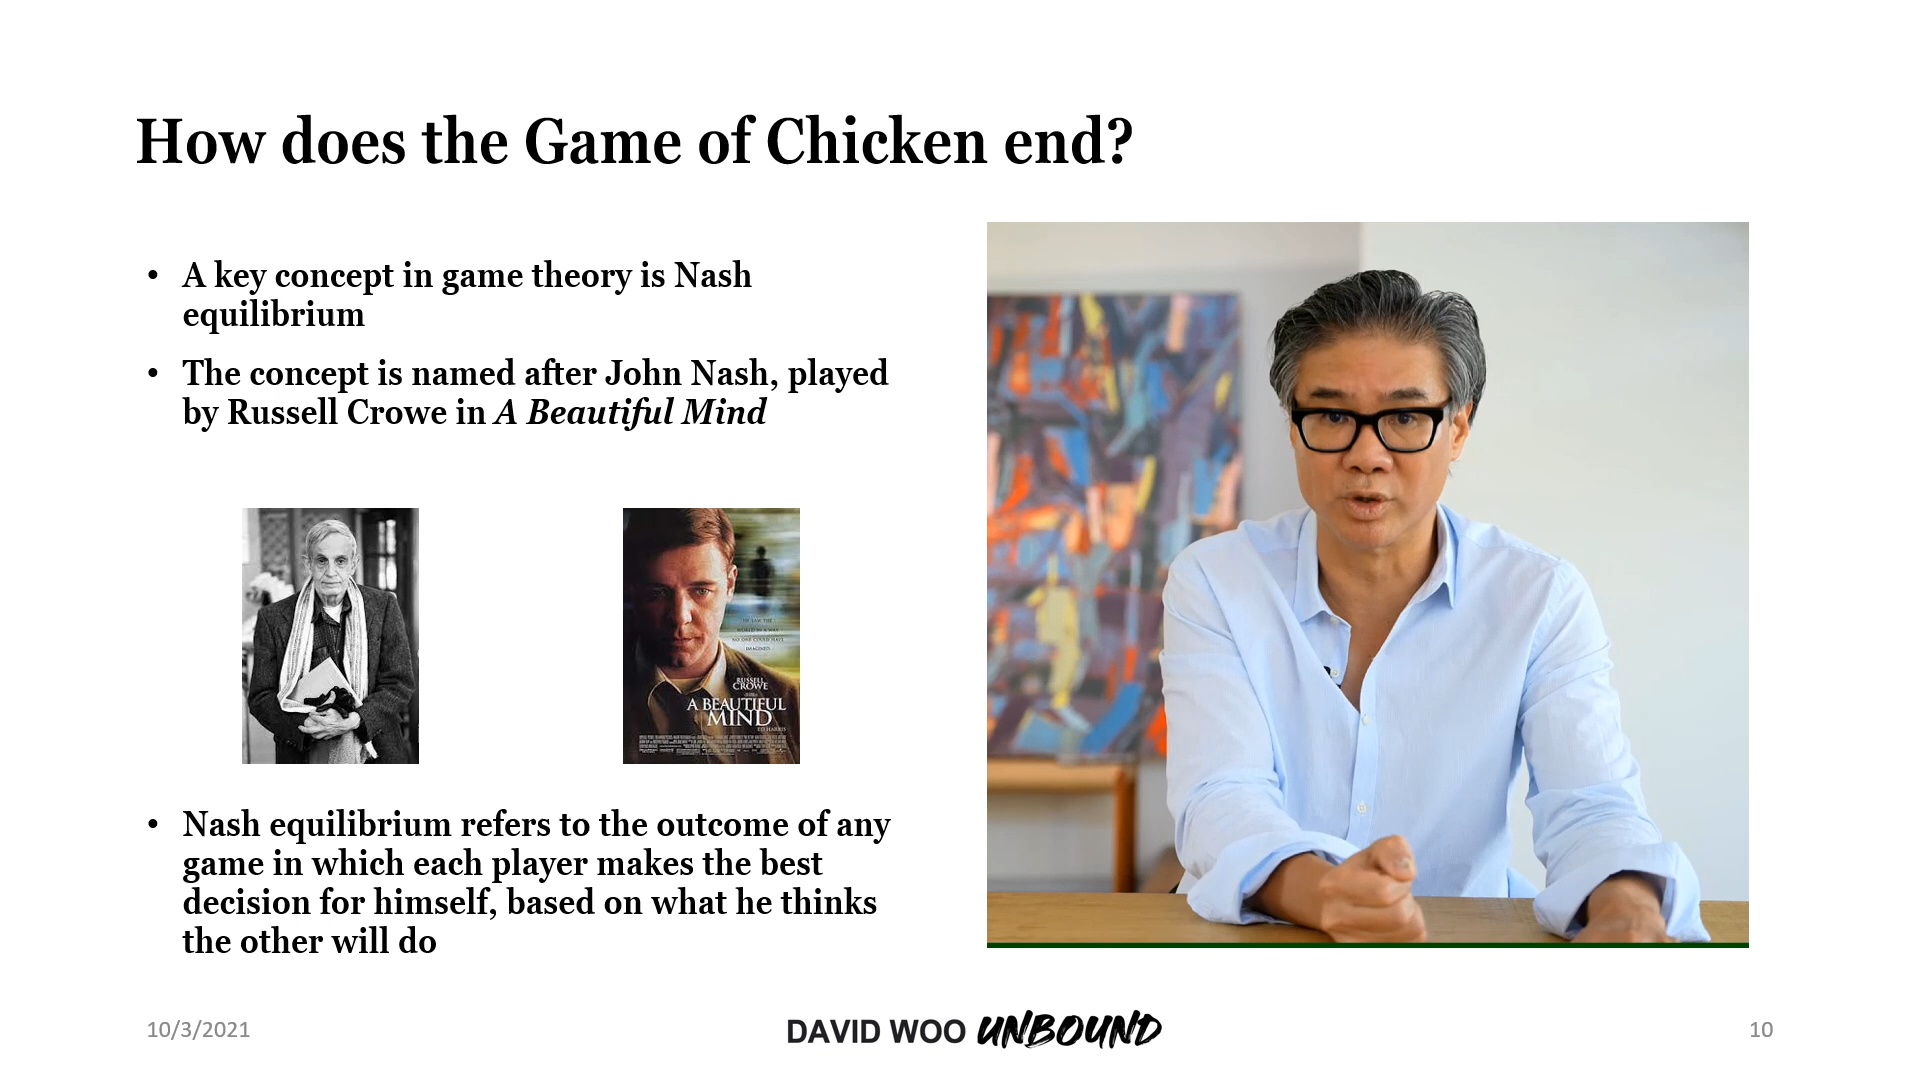 How does the Game of Chicken end?
• A key concept in game theory is Nash
equilibrium
• The concept is named after John Nash, played
by Russell Crowe in A Beautiful Mind
RUSSELL
CROWE
A BEAUTIFUL
MIND
ED HARRIS
• Nash equilibrium refers to the outcome of any
game in which each player makes the best
decision for himself, based on what he thinks
the other will do
10/3/2021
DAVID WOO UNBOUND
10